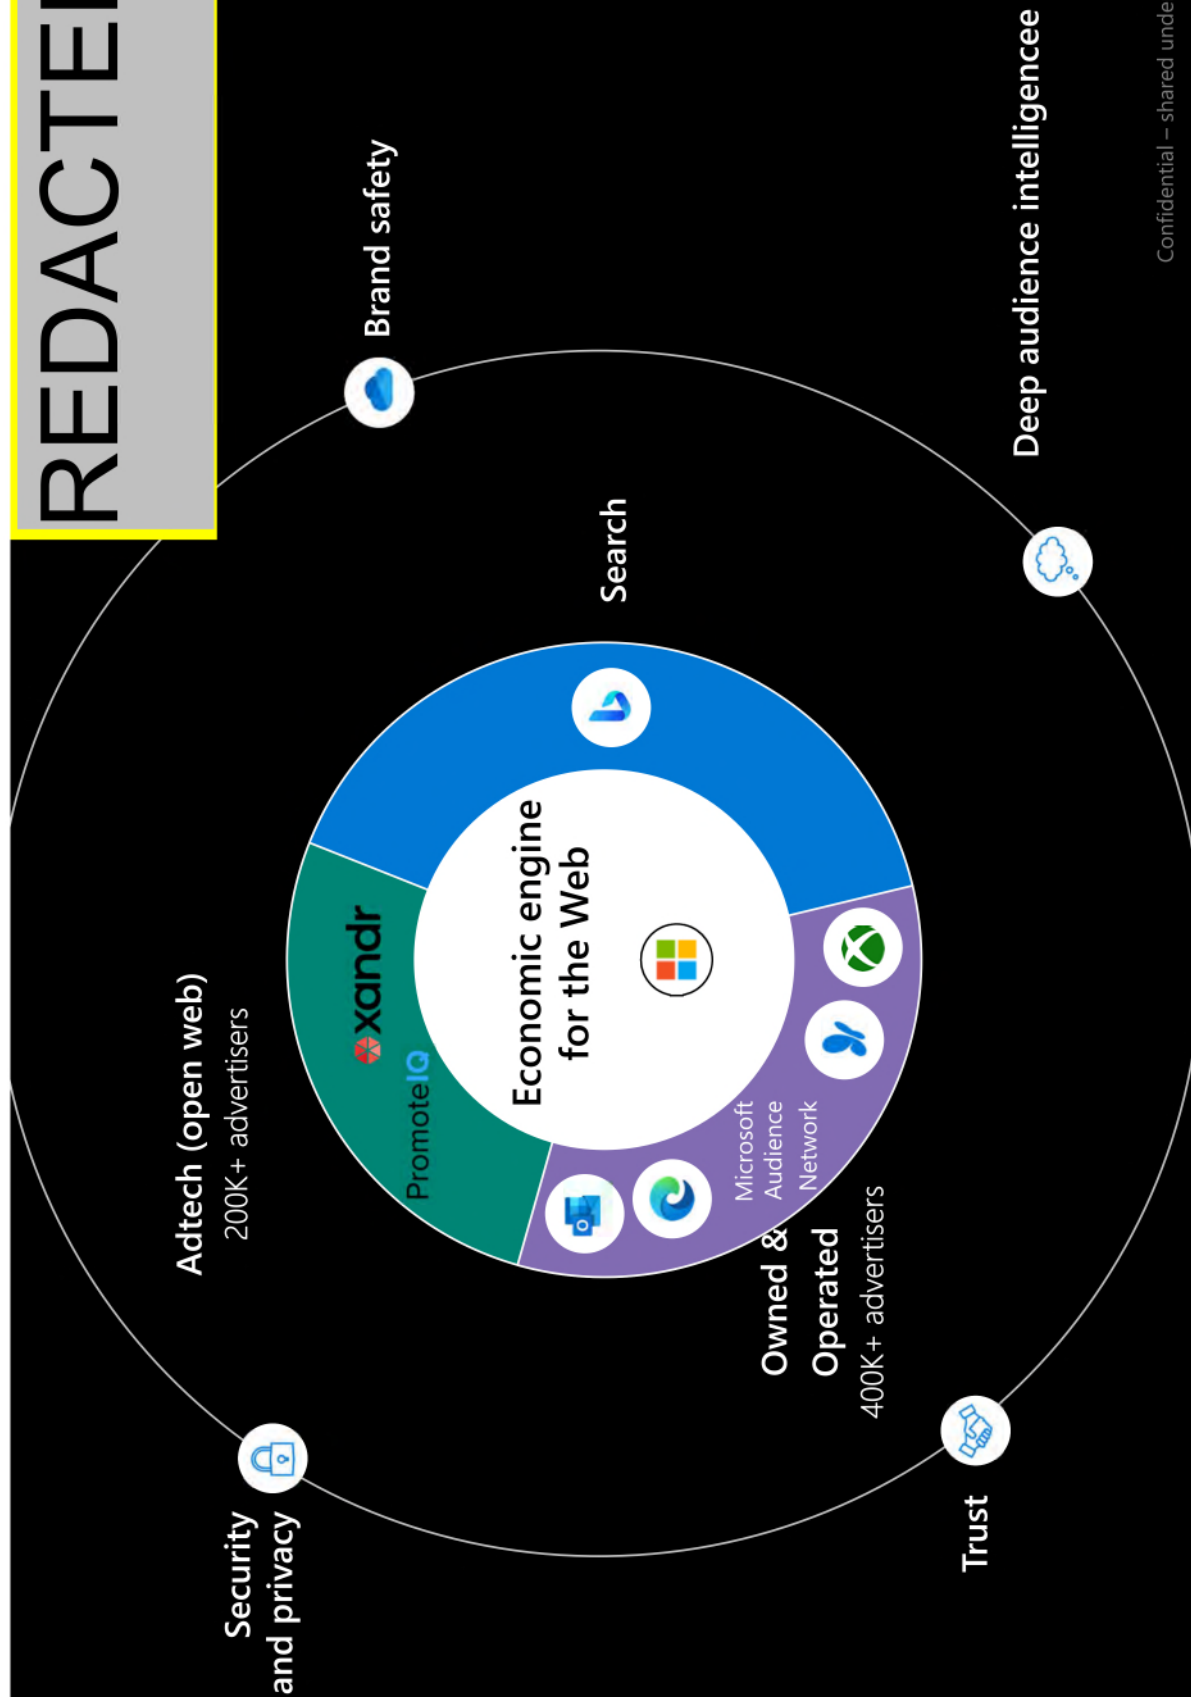 REDACTE
Adtech (open web)
200K+ advertisers
Security
and privacy
Brand safety
xandr
PromoteIQ
Economic engine
for the Web
Search
Microsoft
Audience
Network
Owned &
Operated
400K+ advertisers
Trust
Deep audience intelligencee
Confidential – shared unde